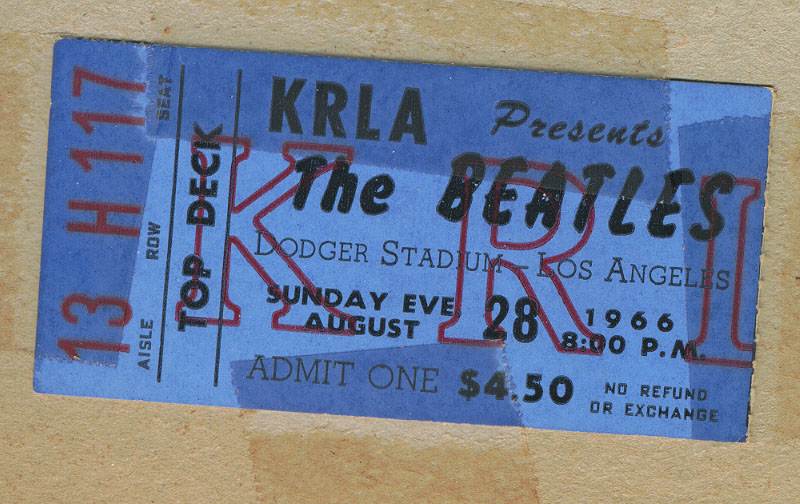 13 H 117
AISLE ROW SEAT
TOP DECK
KRLA Presents
The BEATLES
DODGER STADIUM — LOS ANGELES
SUNDAY EVE. AUGUST 28 1966 8:00 P.M.
ADMIT ONE $4.50 NO REFUND OR EXCHANGE
K R L